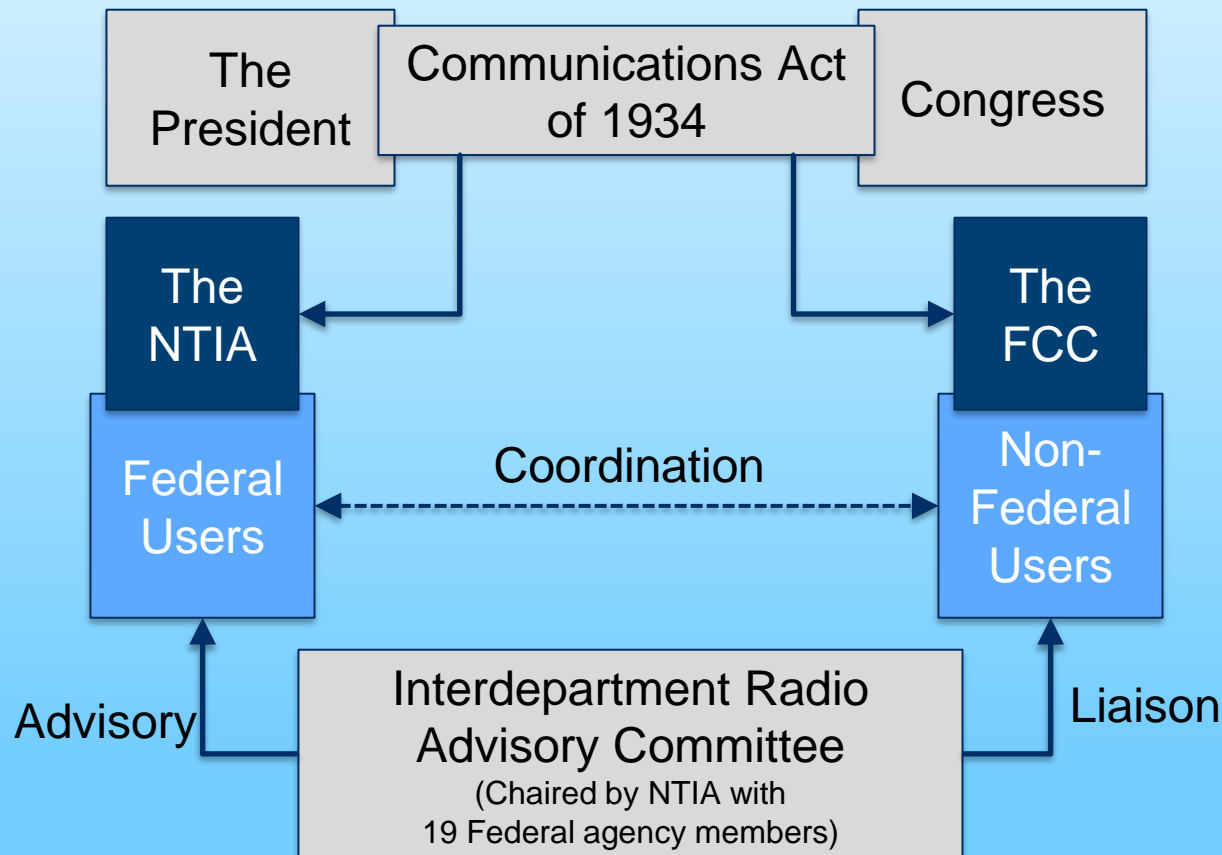 The
President
Communications Act
of 1934
Congress
The
NTIA
The
FCC
Federal
Users
Coordination
Non-
Federal
Users
Advisory
Interdepartment Radio
Advisory Committee
(Chaired by NTIA with
19 Federal agency members)
Liaison